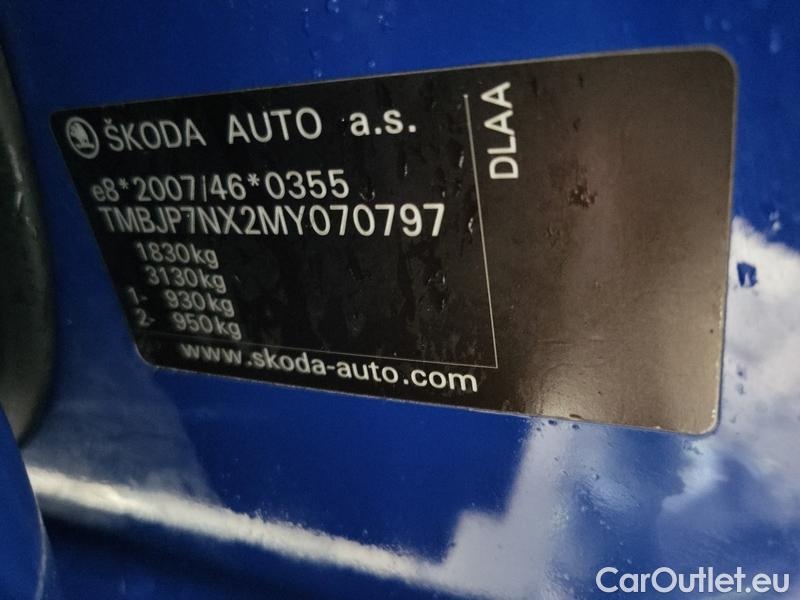 ŠKODA AUTO a.s.
e8*2007/46*0355
TMBJP7NX2MY070797
1830kg
3130kg
1- 930kg
2- 950kg
www.skoda-auto.com
DLAA
CarOutlet.eu